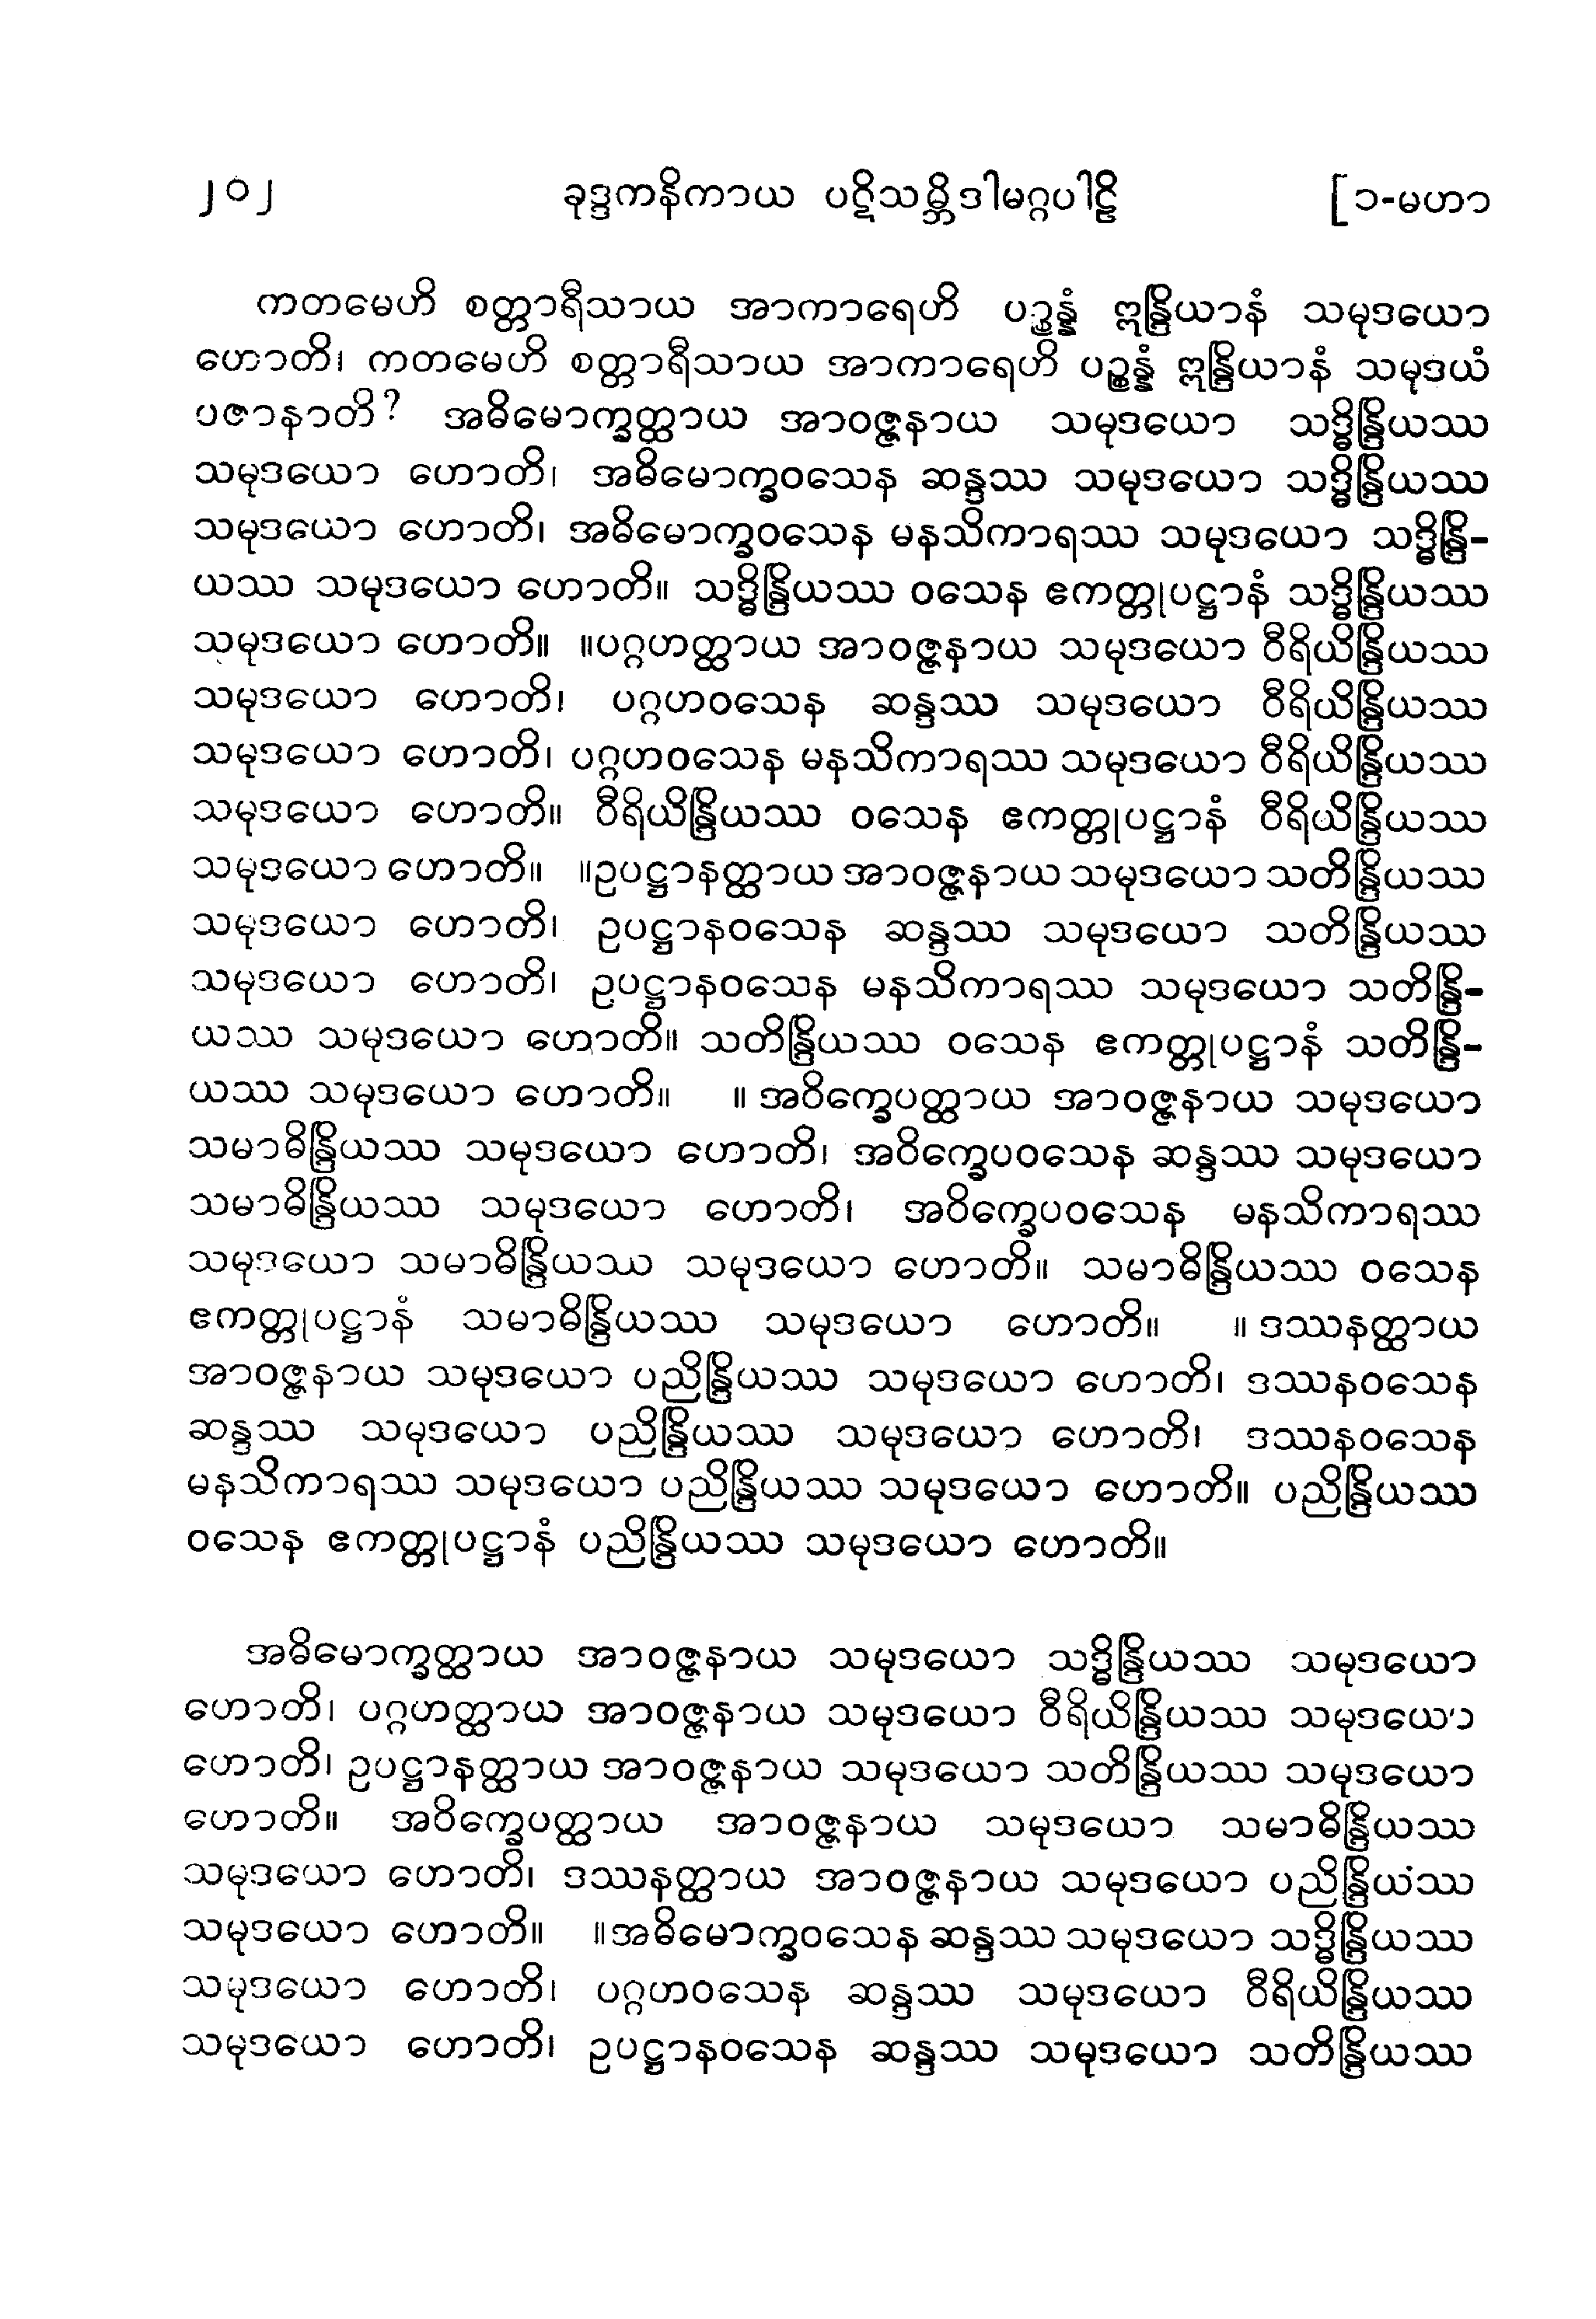 ၂၀၂ ခုဒ္ဒကနိကာယ ပဋိသမ္ဘိဒါမဂ္ဂပါဠိ [ ၁-မဟာ
ကတမေဟိ စတ္တာရီသာယ အာကာရေဟိ ပဉ္စန္နံ ဣန္ဒြိယာနံ သမုဒယော
ဟောတိ၊ ကတမေဟိ စတ္တာရီသာယ အာကာရေဟိ ပဉ္စန္နံ ဣန္ဒြိယာနံ သမုဒယံ
ပဇာနာတိ? အဓိမောက္ခတ္ထာယ အာဝဇ္ဇနာယ သမုဒယော သဒ္ဓိန္ဒြိယဿ
သမုဒယော ဟောတိ၊ အဓိမောက္ခဝသေန ဆန္ဒဿ သမုဒယော သဒ္ဓိန္ဒြိယဿ
သမုဒယော ဟောတိ၊ အဓိမောက္ခဝသေန မနသိကာရဿ သမုဒယော သဒ္ဓိန္ဒြိ-
ယဿ သမုဒယော ဟောတိ။ သဒ္ဓိန္ဒြိယဿ ဝသေန ဧကတ္တုပဋ္ဌာနံ သဒ္ဓိန္ဒြိယဿ
သမုဒယော ဟောတိ။ ။ပဂ္ဂဟတ္ထာယ အာဝဇ္ဇနာယ သမုဒယော ဝီရိယိန္ဒြိယဿ
သမုဒယော ဟောတိ၊ ပဂ္ဂဟဝသေန ဆန္ဒဿ သမုဒယော ဝီရိယိန္ဒြိယဿ
သမုဒယော ဟောတိ၊ ပဂ္ဂဟဝသေန မနသိကာရဿ သမုဒယော ဝီရိယိန္ဒြိယဿ
သမုဒယော ဟောတိ။ ဝီရိယိန္ဒြိယဿ ဝသေန ဧကတ္တုပဋ္ဌာနံ ဝီရိယိန္ဒြိယဿ
သမုဒယော ဟောတိ။ ။ဥပဋ္ဌာနတ္ထာယ အာဝဇ္ဇနာယ သမုဒယော သတိန္ဒြိယဿ
သမုဒယော ဟောတိ၊ ဥပဋ္ဌာနဝသေန ဆန္ဒဿ သမုဒယော သတိန္ဒြိယဿ
သမုဒယော ဟောတိ၊ ဥပဋ္ဌာနဝသေန မနသိကာရဿ သမုဒယော သတိန္ဒြိ-
ယဿ သမုဒယော ဟောတိ။ သတိန္ဒြိယဿ ဝသေန ဧကတ္တုပဋ္ဌာနံ သတိန္ဒြိ-
ယဿ သမုဒယော ဟောတိ။ ။ အဝိက္ခေပတ္ထာယ အာဝဇ္ဇနာယ သမုဒယော
သမာဓိန္ဒြိယဿ သမုဒယော ဟောတိ၊ အဝိက္ခေပဝသေန ဆန္ဒဿ သမုဒယော
သမာဓိန္ဒြိယဿ သမုဒယော ဟောတိ၊ အဝိက္ခေပဝသေန မနသိကာရဿ
သမုဒယော သမာဓိန္ဒြိယဿ သမုဒယော ဟောတိ။ သမာဓိန္ဒြိယဿ ဝသေန
ဧကတ္တုပဋ္ဌာနံ သမာဓိန္ဒြိယဿ သမုဒယော ဟောတိ။ ။ ဒဿနတ္ထာယ
အာဝဇ္ဇနာယ သမုဒယော ပညိန္ဒြိယဿ သမုဒယော ဟောတိ၊ ဒဿနဝသေန
ဆန္ဒဿ သမုဒယော ပညိန္ဒြိယဿ သမုဒယော ဟောတိ၊ ဒဿနဝသေန
မနသိကာရဿ သမုဒယော ပညိန္ဒြိယဿ သမုဒယော ဟောတိ။ ပညိန္ဒြိယဿ
ဝသေန ဧကတ္တုပဋ္ဌာနံ ပညိန္ဒြိယဿ သမုဒယော ဟောတိ။
အဓိမောက္ခတ္ထာယ အာဝဇ္ဇနာယ သမုဒယော သဒ္ဓိန္ဒြိယဿ သမုဒယော
ဟောတိ၊ ပဂ္ဂဟတ္ထာယ အာဝဇ္ဇနာယ သမုဒယော ဝီရိယိန္ဒြိယဿ သမုဒယော
ဟောတိ၊ ဥပဋ္ဌာနတ္ထာယ အာဝဇ္ဇနာယ သမုဒယော သတိန္ဒြိယဿ သမုဒယော
ဟောတိ။ အဝိက္ခေပတ္ထာယ အာဝဇ္ဇနာယ သမုဒယော သမာဓိန္ဒြိယဿ
သမုဒယော ဟောတိ၊ ဒဿနတ္ထာယ အာဝဇ္ဇနာယ သမုဒယော ပညိန္ဒြိယံဿ
သမုဒယော ဟောတိ။ ။အဓိမောက္ခဝသေန ဆန္ဒဿ သမုဒယော သဒ္ဓိန္ဒြိယဿ
သမုဒယော ဟောတိ၊ ပဂ္ဂဟဝသေန ဆန္ဒဿ သမုဒယော ဝီရိယိန္ဒြိယဿ
သမုဒယော ဟောတိ၊ ဥပဋ္ဌာနဝသေန ဆန္ဒဿ သမုဒယော သတိန္ဒြိယဿ